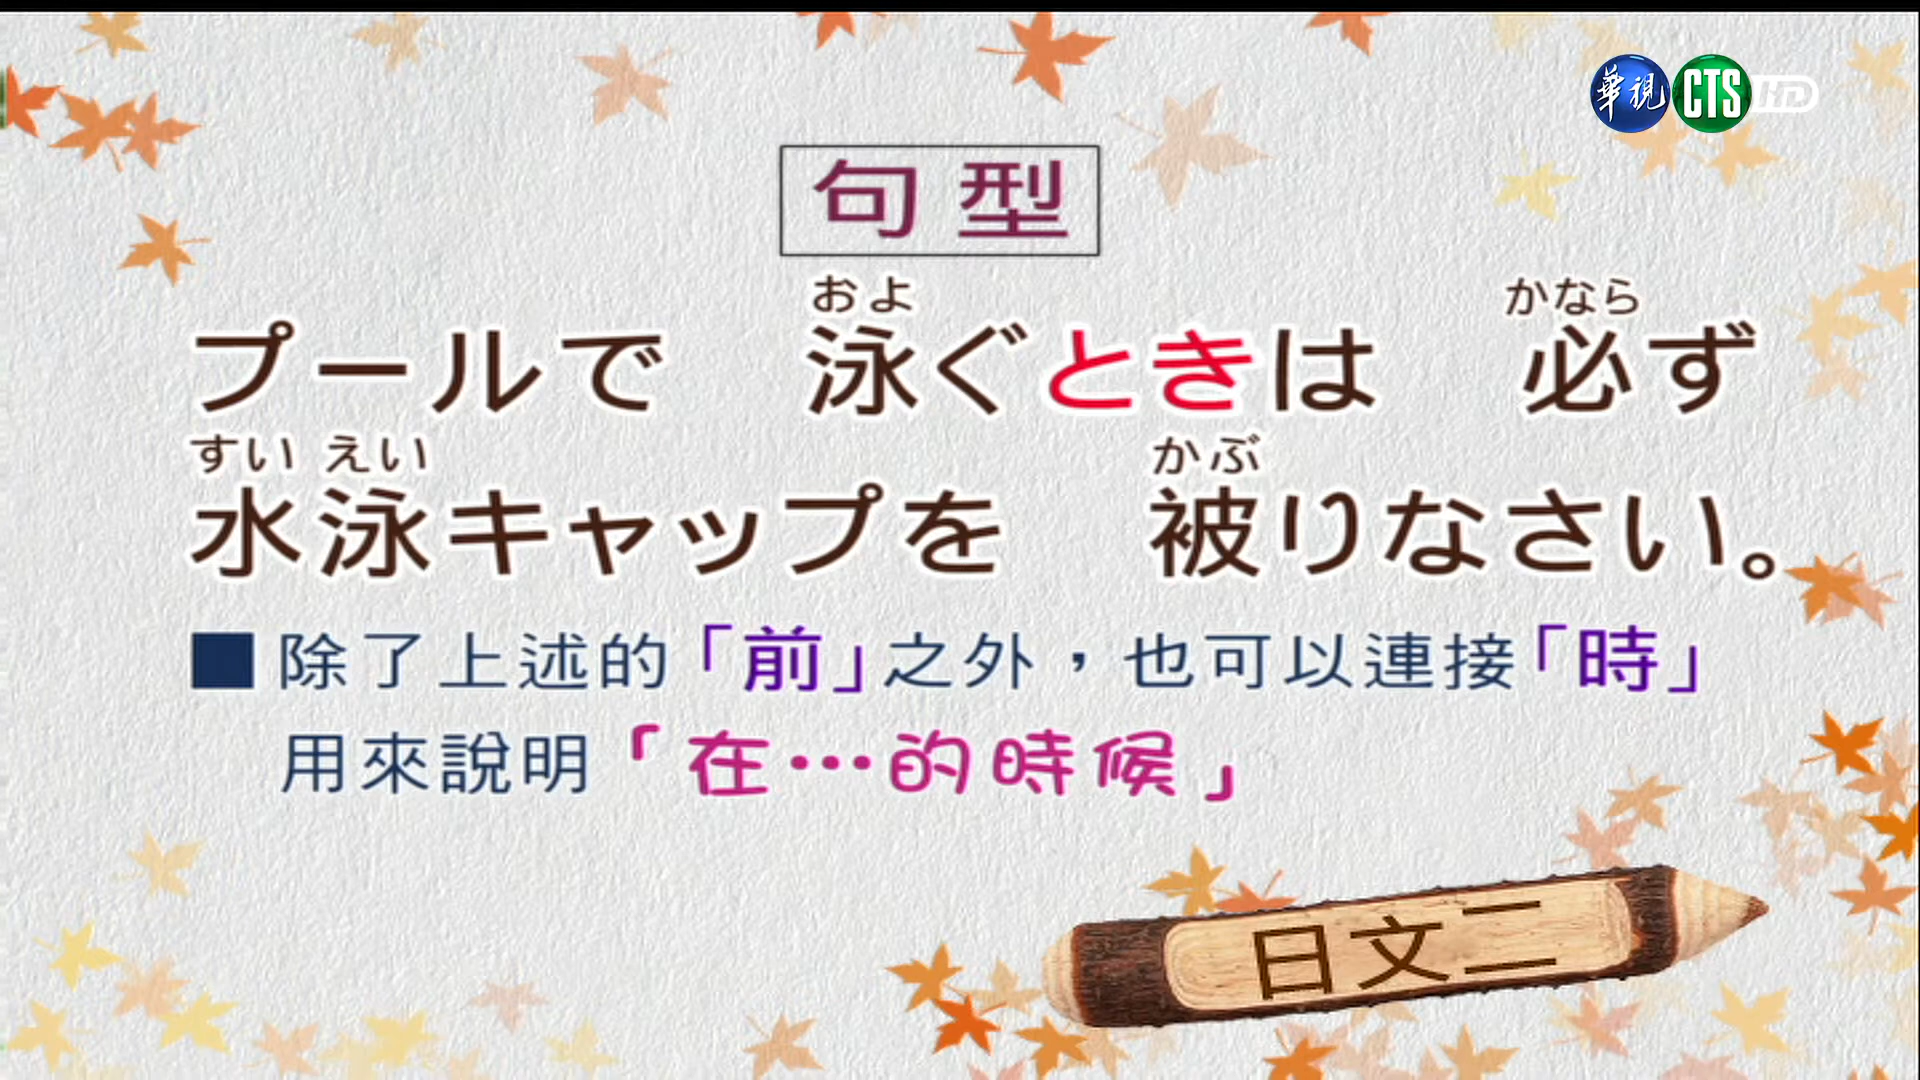 華視 CTS HD
句型
およ かなら
プールで 泳ぐときは 必ず
すい えい かぶ
水泳キャップを 被りなさい。
■除了上述的「前」之外，也可以連接「時」
用來說明「在…的時候」
日文二